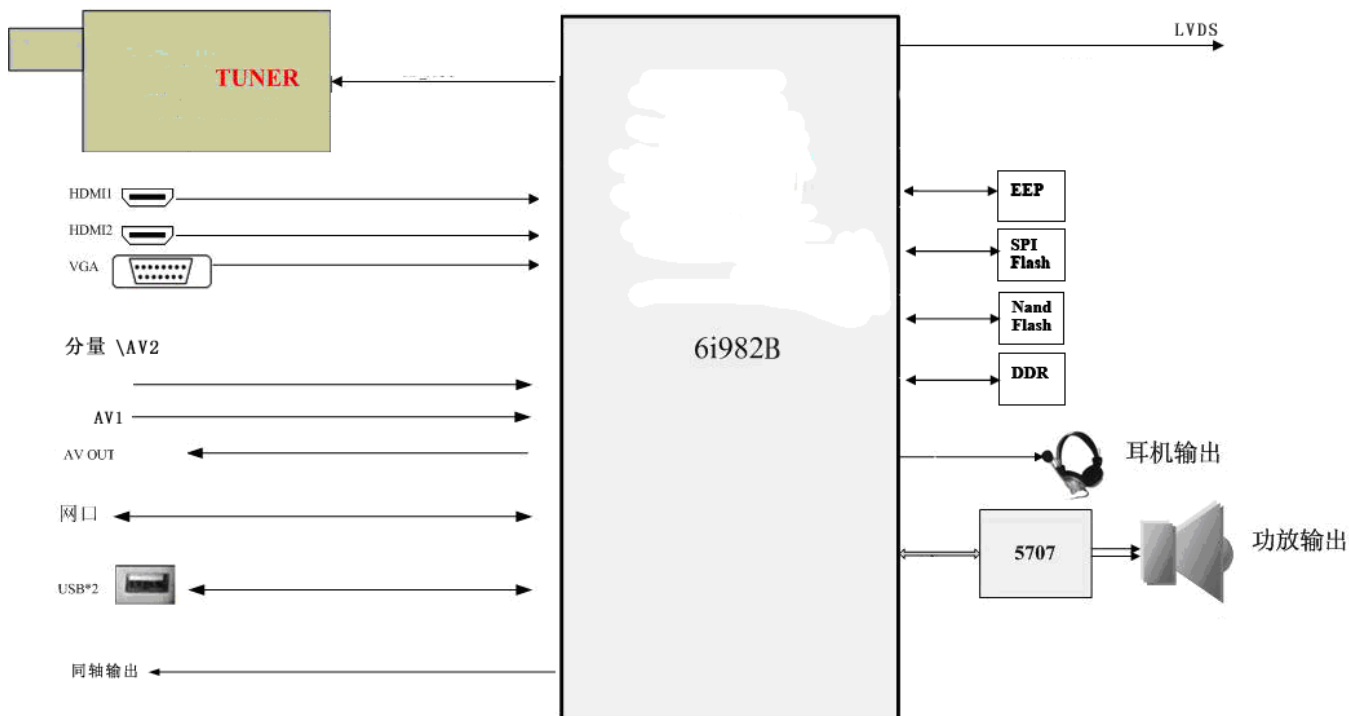 LVDS
TUNER
HDMI1
HDMI2
VGA
分量 \AV2
AV1
AV OUT
网口
USB*2
同轴输出
6i982B
EEP
SPI
Flash
Nand
Flash
DDR
耳机输出
5707
功放输出